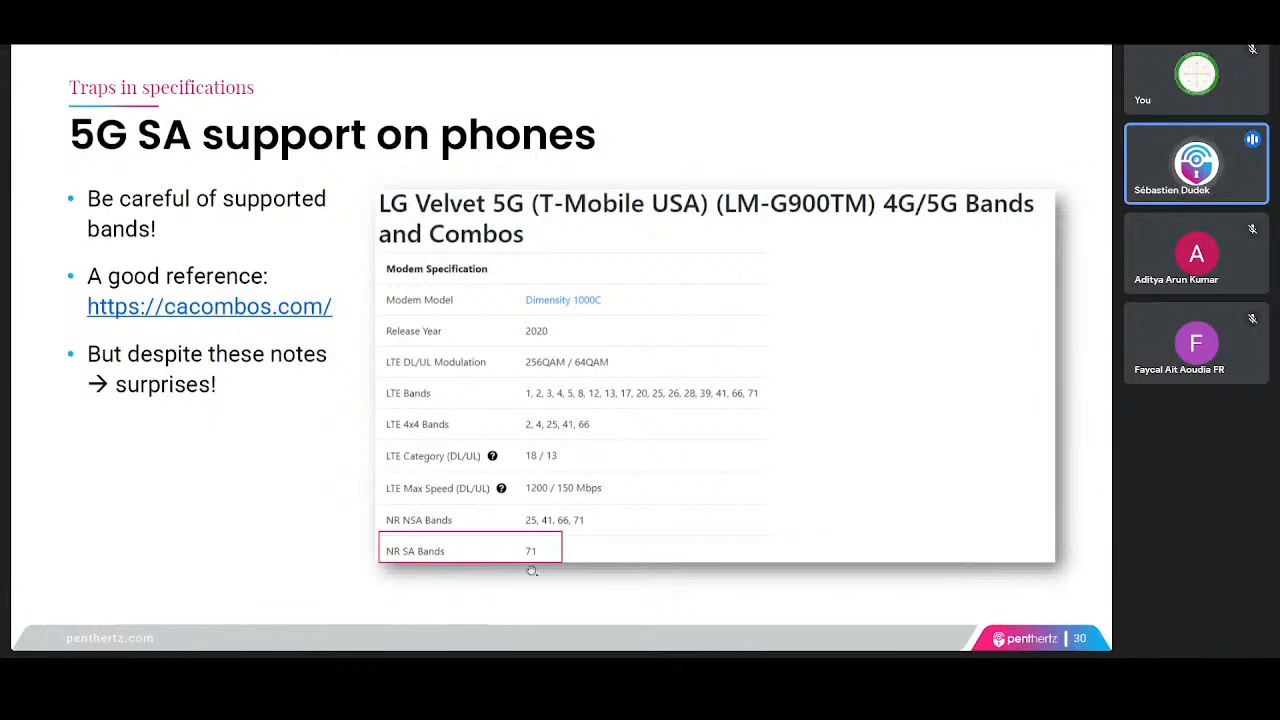 Traps in specifications
5G SA support on phones
• Be careful of supported
bands!
• A good reference:
https://cacombos.com/
• But despite these notes
→ surprises!
LG Velvet 5G (T-Mobile USA) (LM-G900TM) 4G/5G Bands
and Combos
Modem Specification
Modem Model Dimensity 1000C
Release Year 2020
LTE DL/UL Modulation 256QAM / 64QAM
LTE Bands 1, 2, 3, 4, 5, 8, 12, 13, 17, 20, 25, 26, 28, 39, 41, 66, 71
LTE 4x4 Bands 2, 4, 25, 41, 66
LTE Category (DL/UL) ? 18 / 13
LTE Max Speed (DL/UL) ? 1200 / 150 Mbps
NR NSA Bands 25, 41, 66, 71
NR SA Bands 71
penthertz.com
penthertz | 30
You
Sébastien Dudek
A
Aditya Arun Kumar
F
Faycal Ait Aoudia FR